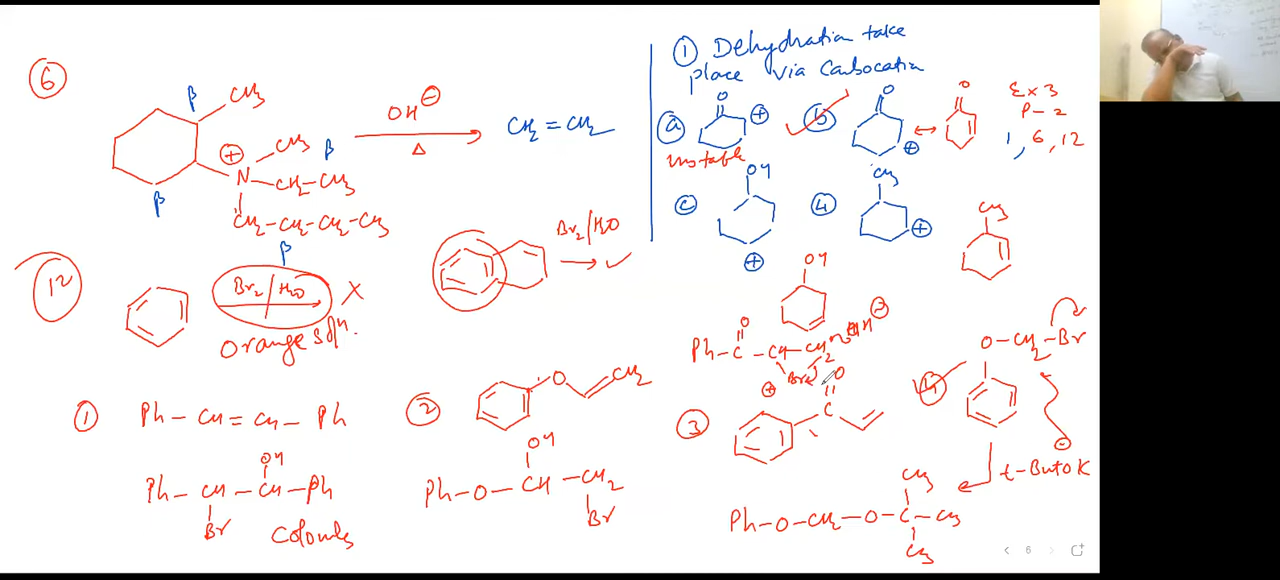 6
β
CH3
CH3
β
⊕
N
CH2-CH3
β
CH2-CH2-CH2-CH3
β
OH⊖
Δ
CH2=CH2
① Dehydration take
place via Carbocation
a
O
⊕
Unstable
b
O
⊕
↔
O
Ex 3
P-2
1, 6, 12
c
OH
⊕
4
CH3
⊕
CH3
12
Br2/H2O
X
Orange soln.
Br2/H2O
✓
OH
① Ph-CH=CH-Ph
OH
Ph-CH-CH-Ph
Br
②
O
CH2
OH
Ph-O-CH-CH2
Br
O
Ph-C-CH-CH2
⊕
③
O
C
4
O-CH2-Br
⊖
t-ButOK
CH3
Ph-O-CH2-O-C-CH3
CH3
6